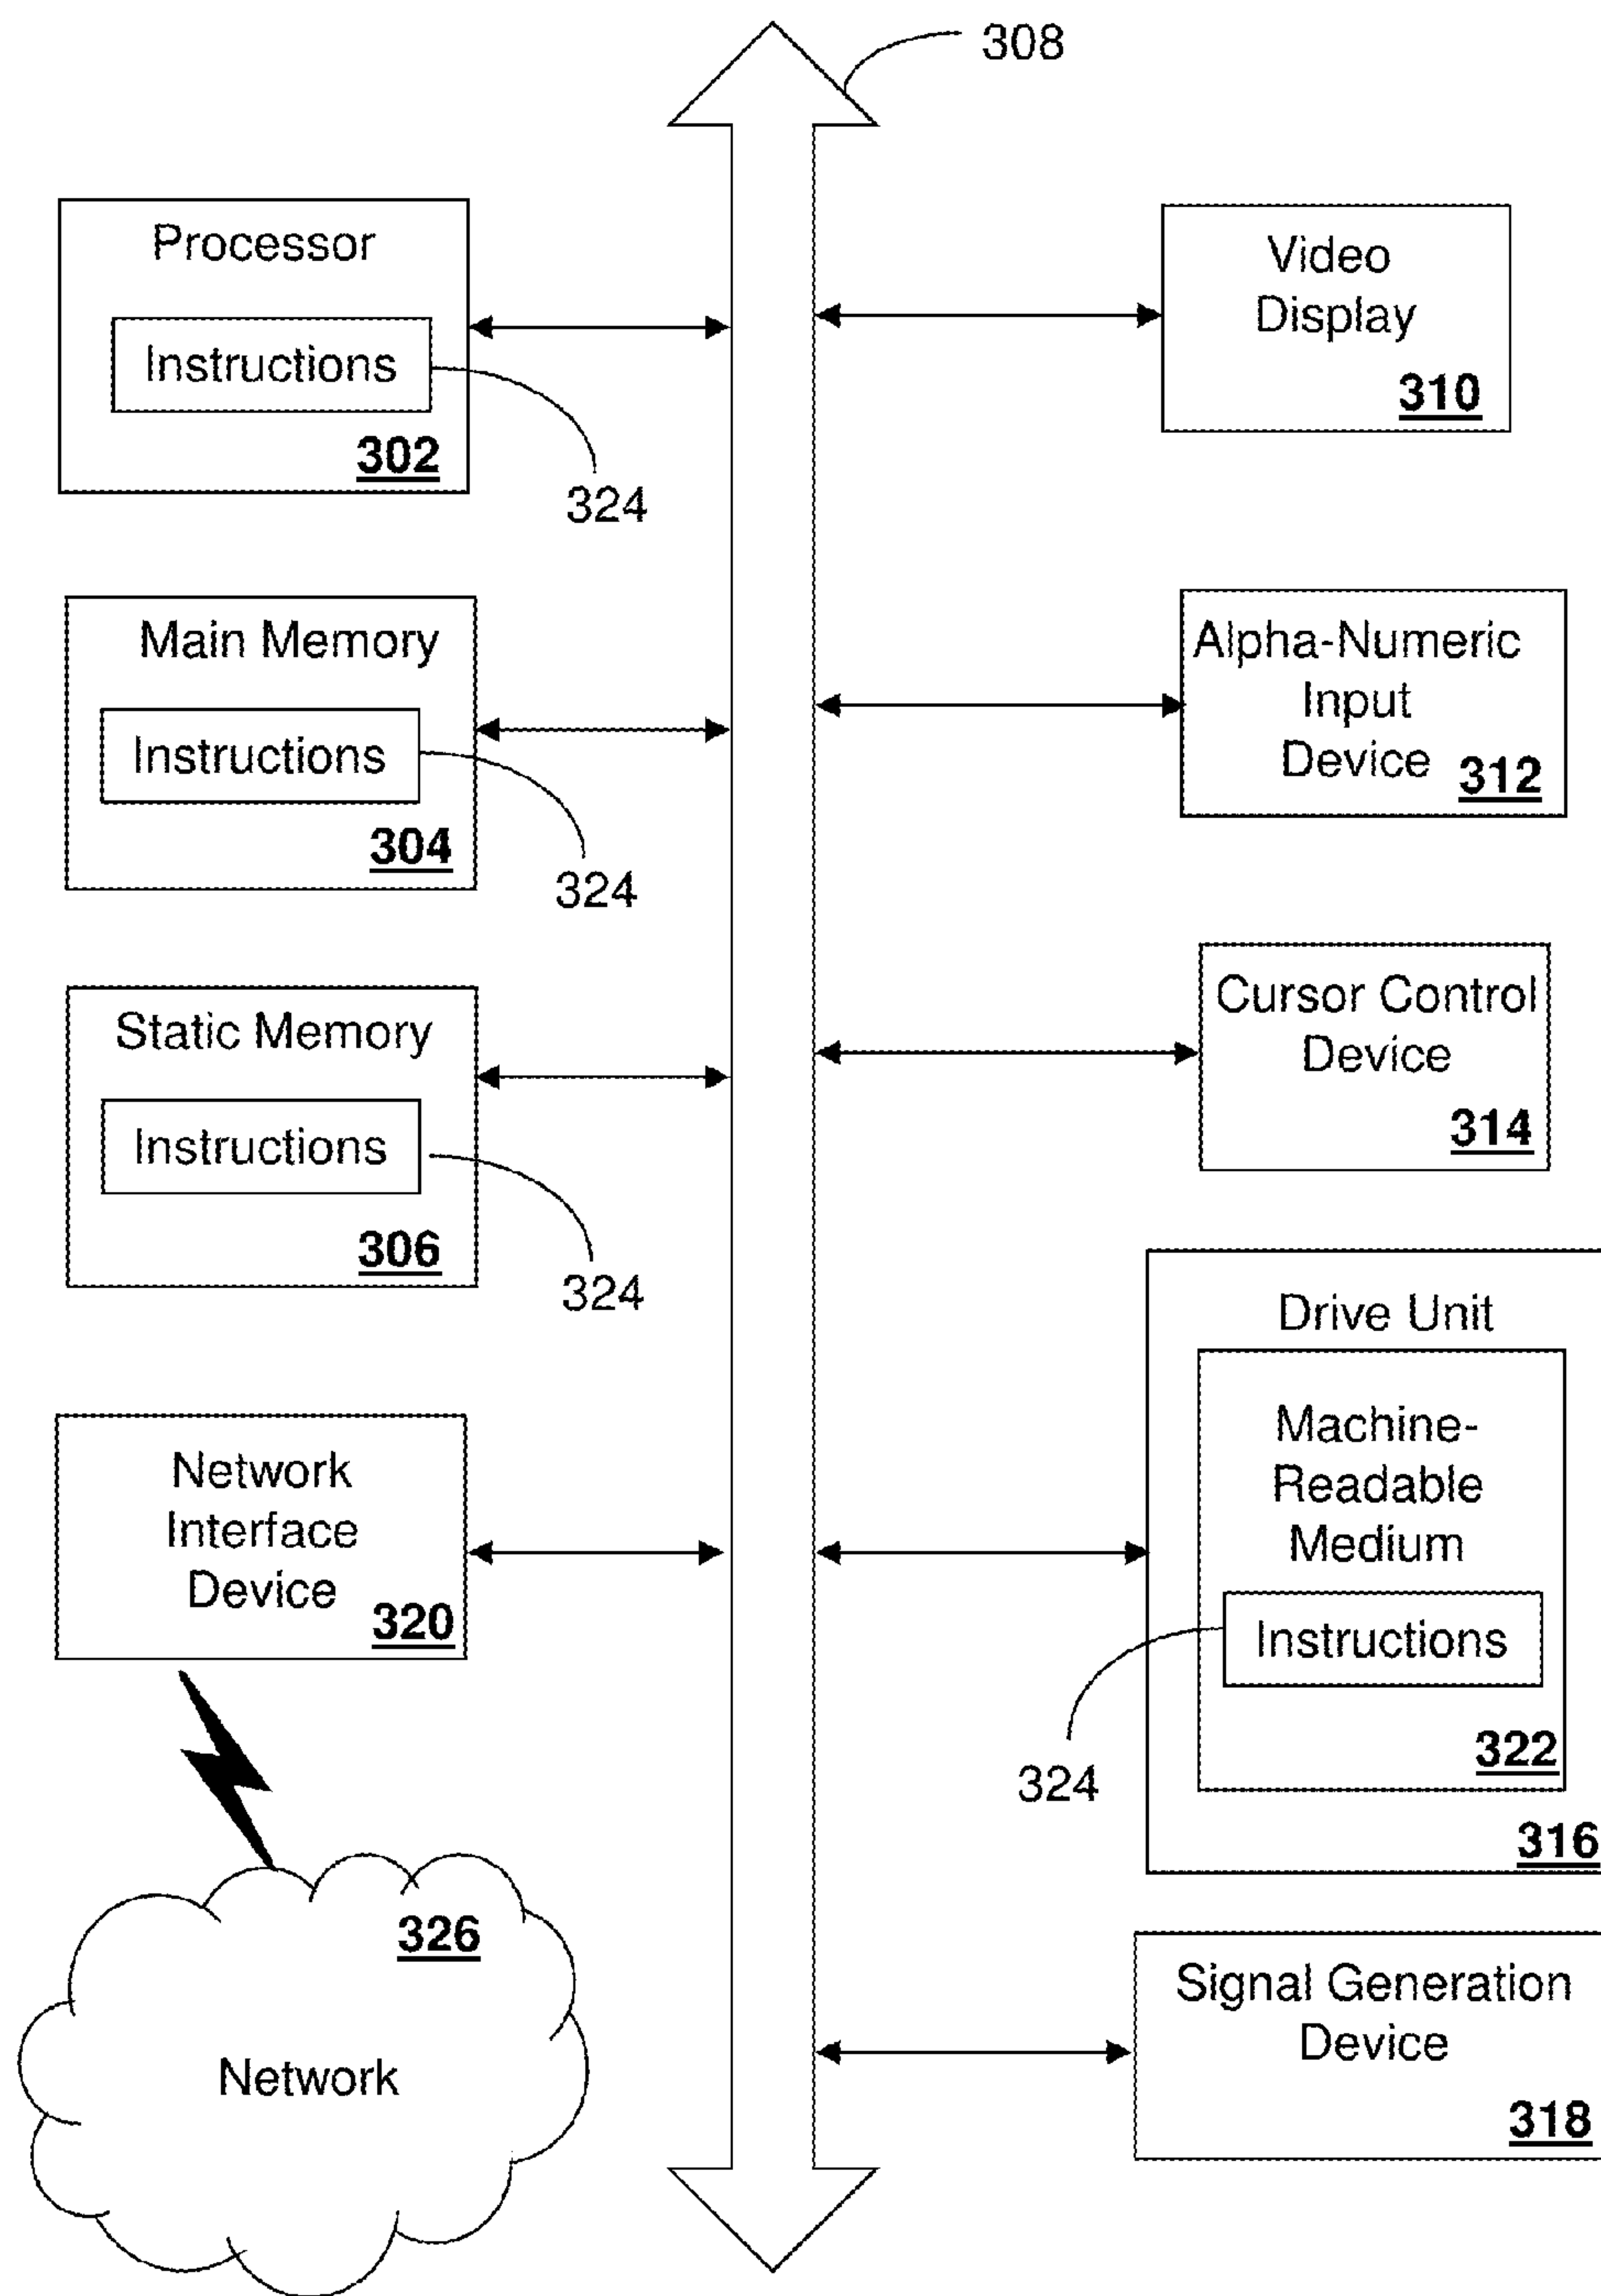 308
Processor
Instructions
302
324
Main Memory
Instructions
304
324
Static Memory
Instructions
306
324
Network
Interface
Device
320
326
Network
Video
Display
310
Alpha-Numeric
Input
Device
312
Cursor Control
Device
314
Drive Unit
Machine-
Readable
Medium
Instructions
322
324
316
Signal Generation
Device
318